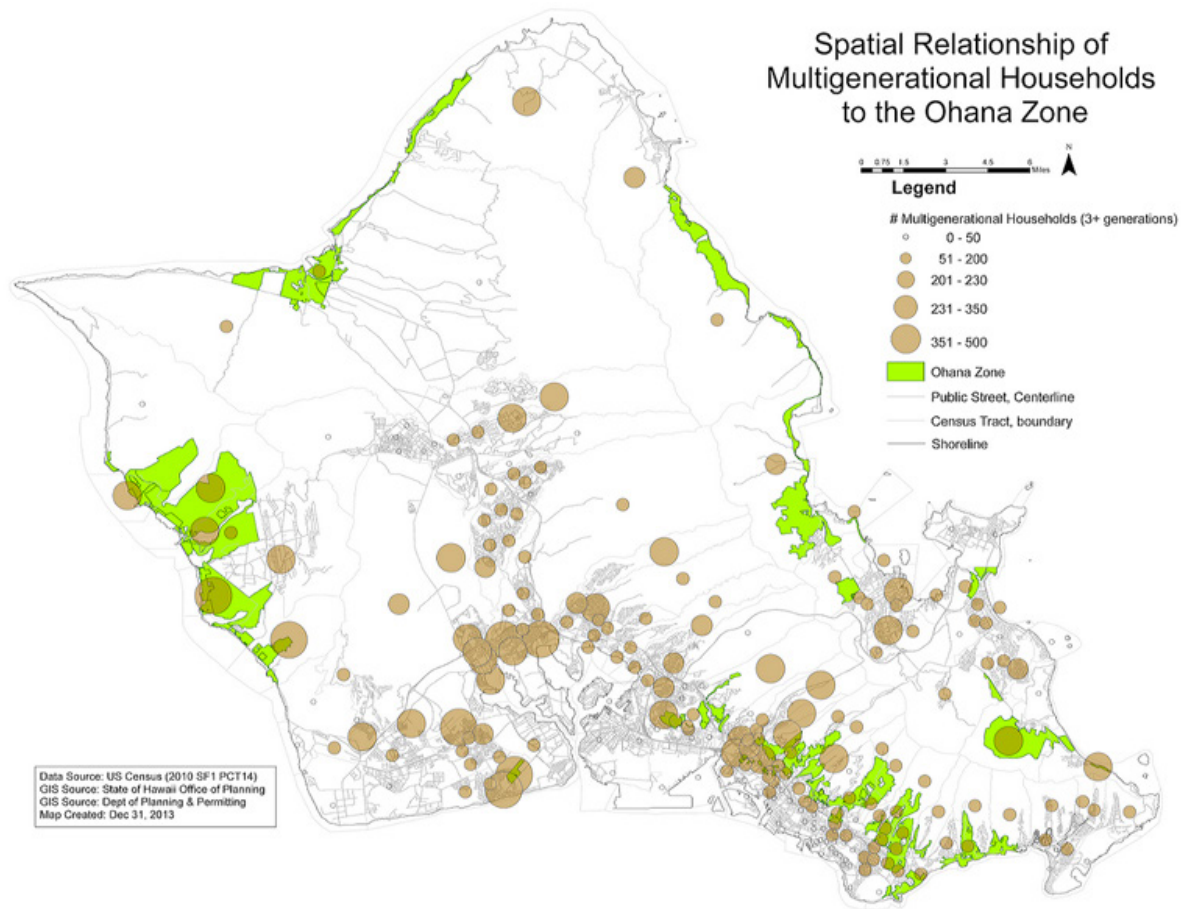 Spatial Relationship of
Multigenerational Households
to the Ohana Zone
N
0 0.75 1.5 3 4.5 6
Miles
Legend
# Multigenerational Households (3+ generations)
0 - 50
51 - 200
201 - 230
231 - 350
351 - 500
Ohana Zone
Public Street, Centerline
Census Tract, boundary
Shoreline
Data Source: US Census (2010 SF1 PCT14)
GIS Source: State of Hawaii Office of Planning
GIS Source: Dept of Planning & Permitting
Map Created: Dec 31, 2013